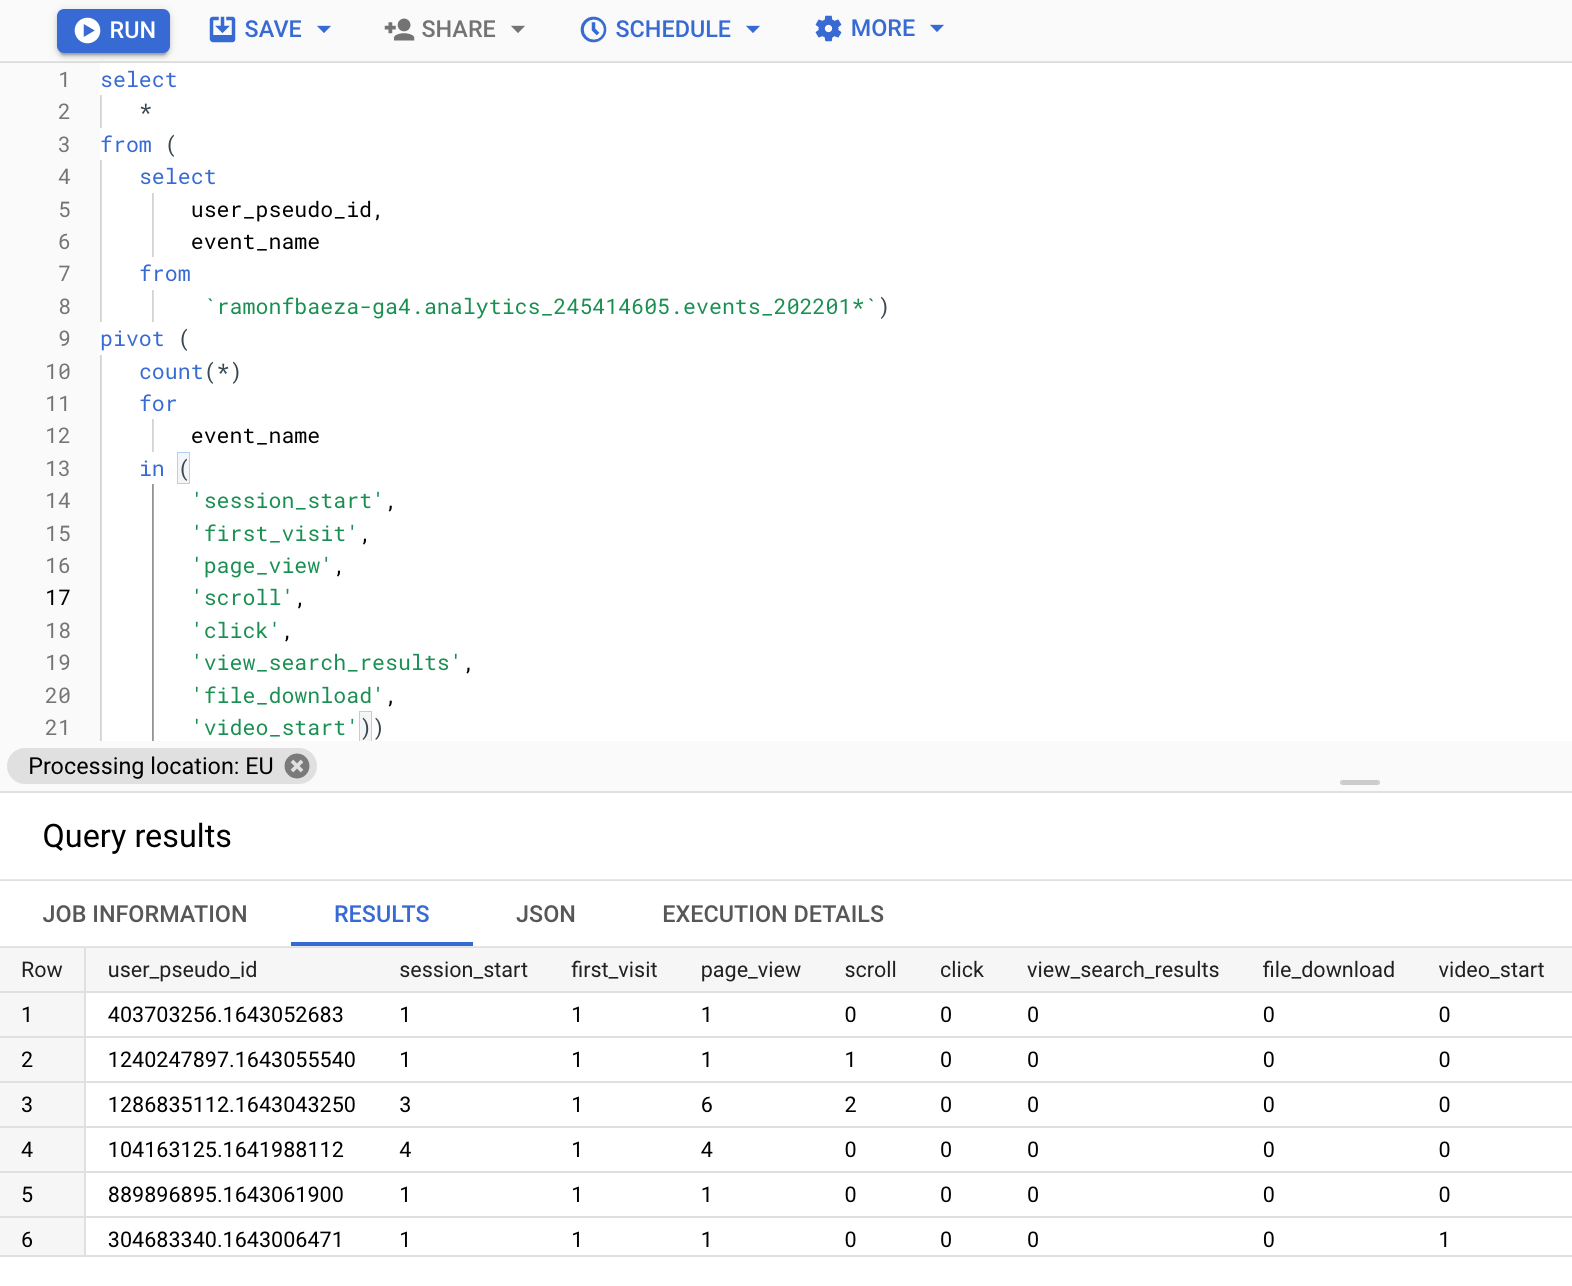 RUN SAVE SHARE SCHEDULE MORE
1 select
2 *
3 from (
4 select
5 user_pseudo_id,
6 event_name
7 from
8 `ramonfbaeza-ga4.analytics_245414605.events_202201*`)
9 pivot (
10 count(*)
11 for
12 event_name
13 in (
14 'session_start',
15 'first_visit',
16 'page_view',
17 'scroll',
18 'click',
19 'view_search_results',
20 'file_download',
21 'video_start'))
Processing location: EU
Query results
JOB INFORMATION RESULTS JSON EXECUTION DETAILS
Row user_pseudo_id session_start first_visit page_view scroll click view_search_results file_download video_start
1 403703256.1643052683 1 1 1 0 0 0 0 0
2 1240247897.1643055540 1 1 1 1 0 0 0 0
3 1286835112.1643043250 3 1 6 2 0 0 0 0
4 104163125.1641988112 4 1 4 0 0 0 0 0
5 889896895.1643061900 1 1 1 0 0 0 0 0
6 304683340.1643006471 1 1 1 0 0 0 0 1